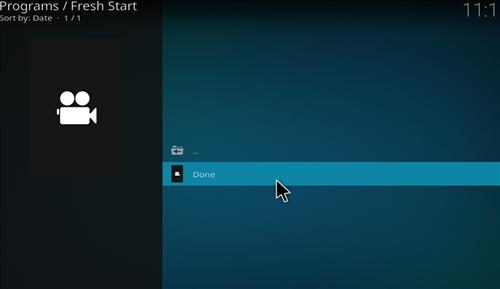 Programs / Fresh Start
Sort by: Date · 1 / 1
11:1
..
Done